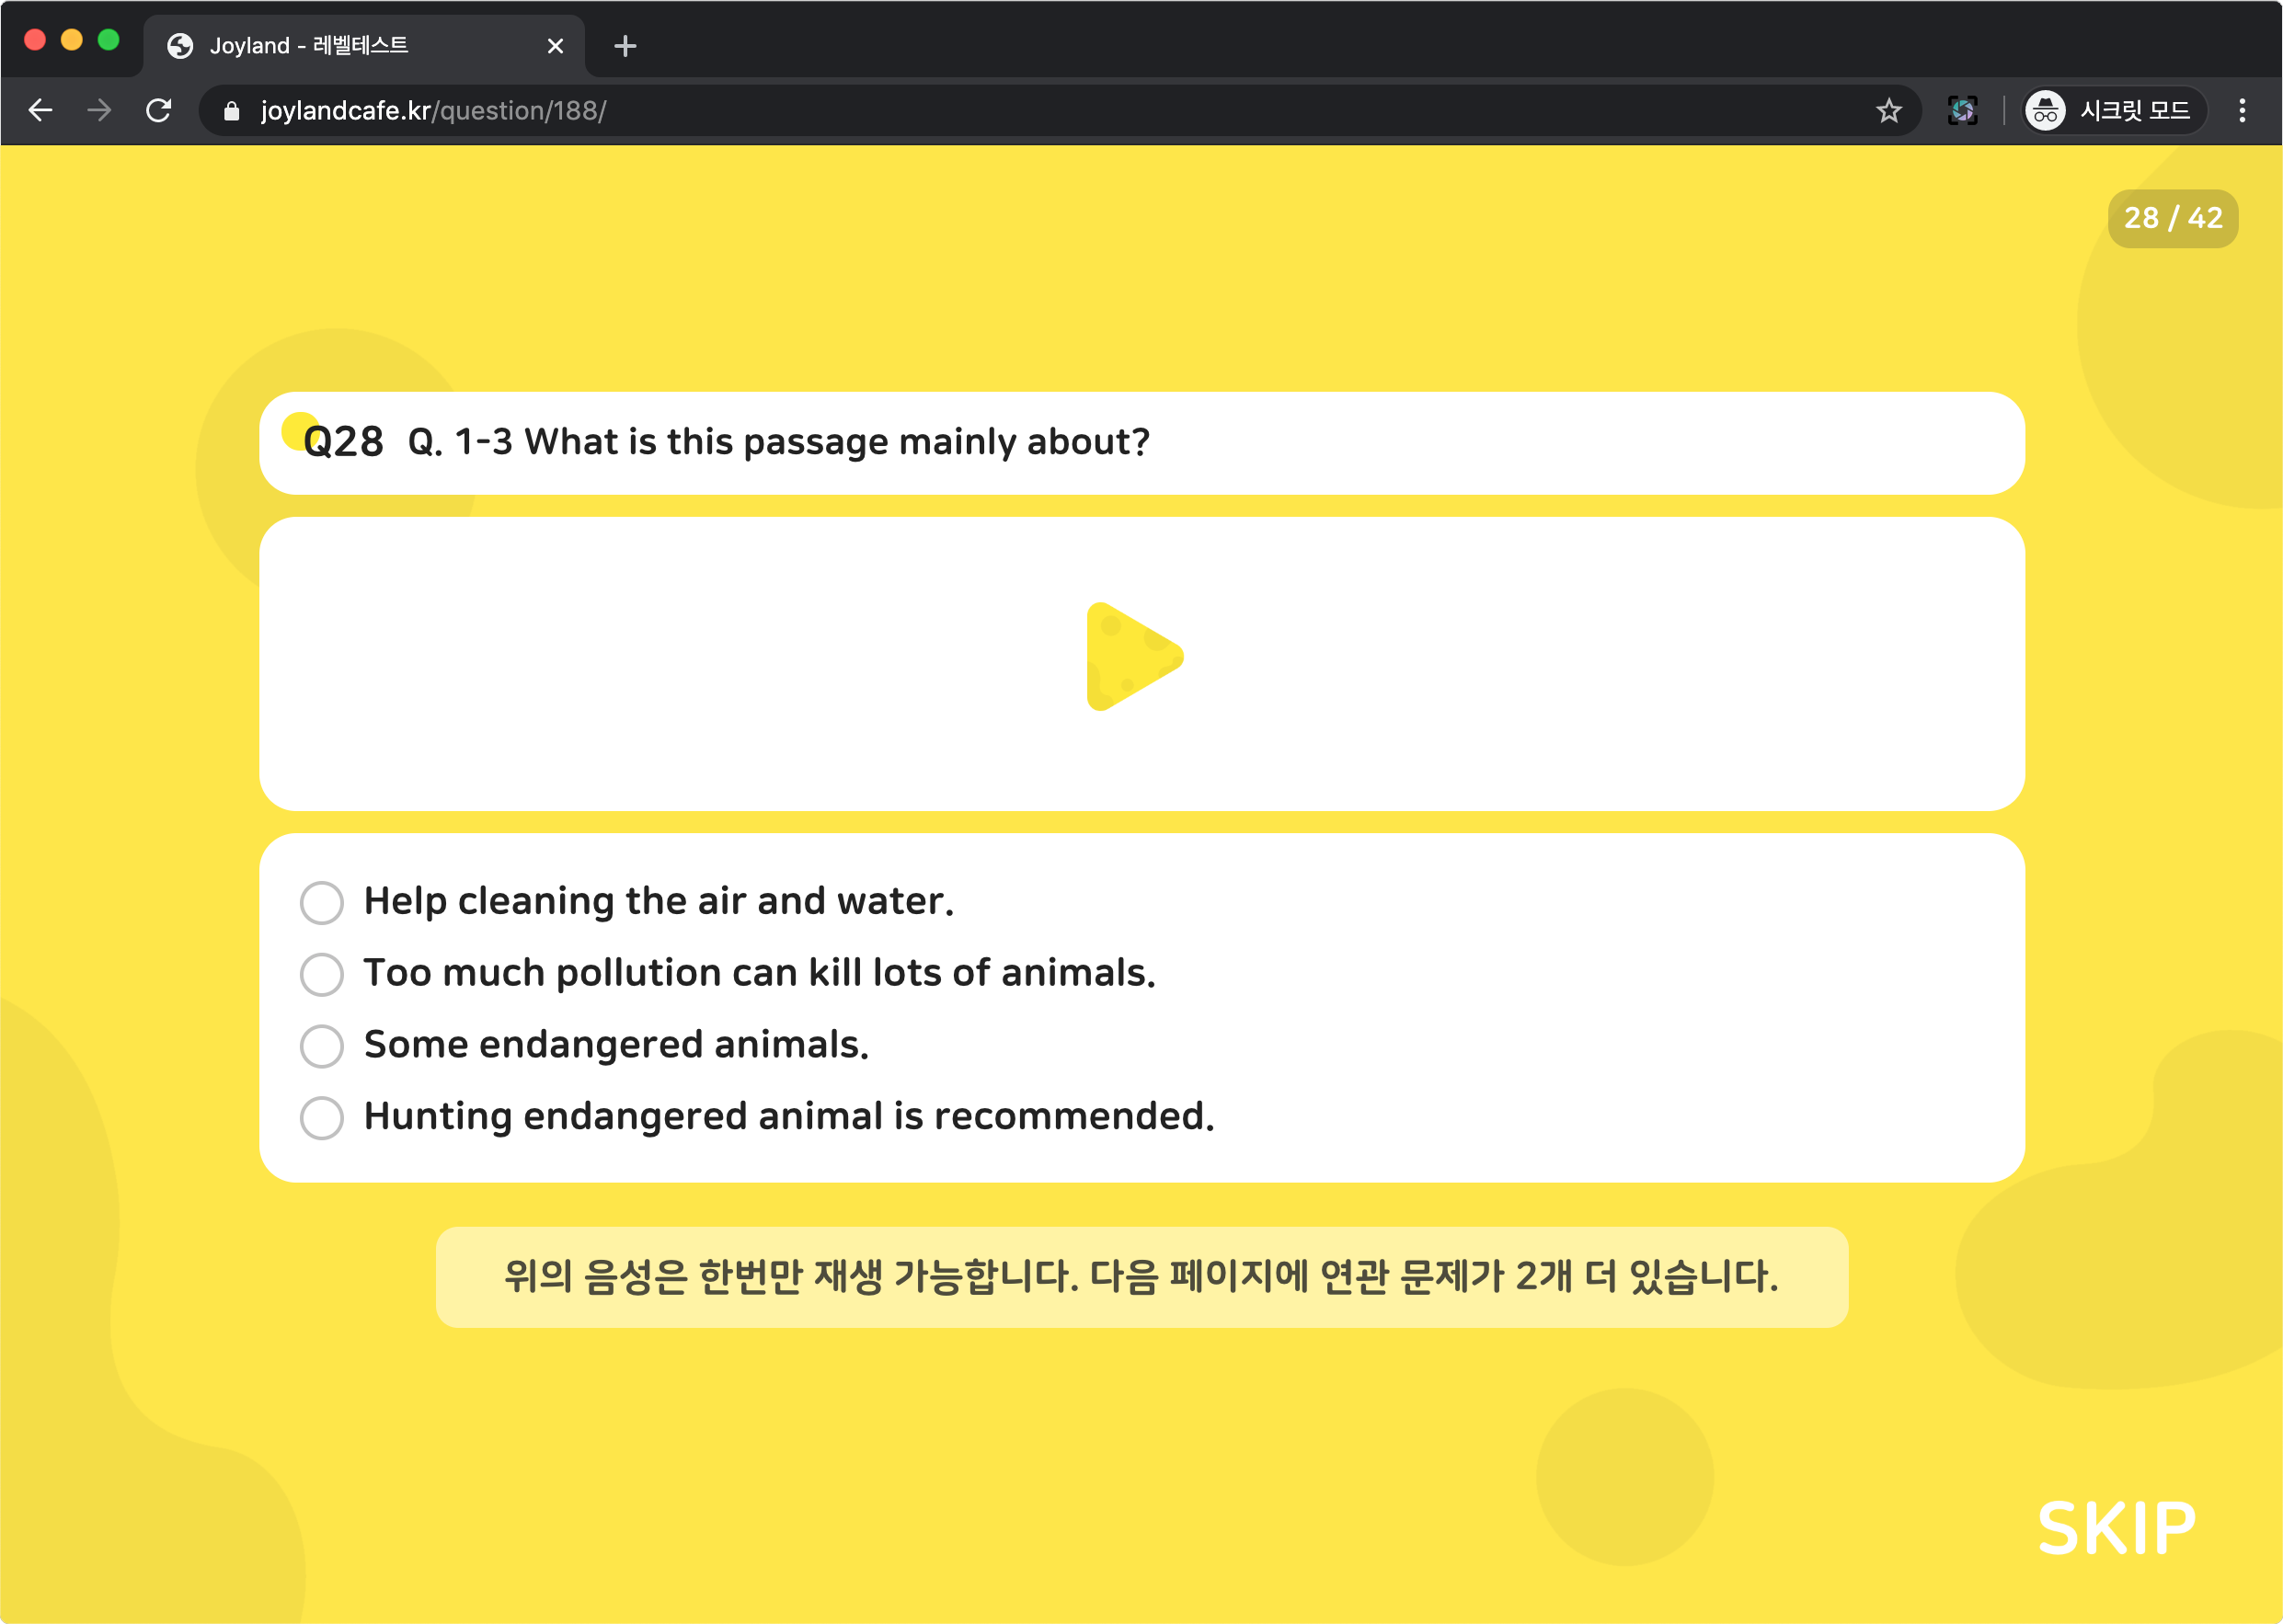 Joyland - 레벨테스트
joylandcafe.kr/question/188/
시크릿 모드
28 / 42
Q28 Q. 1-3 What is this passage mainly about?
Help cleaning the air and water.
Too much pollution can kill lots of animals.
Some endangered animals.
Hunting endangered animal is recommended.
위의 음성은 한번만 재생 가능합니다. 다음 페이지에 연관 문제가 2개 더 있습니다.
SKIP